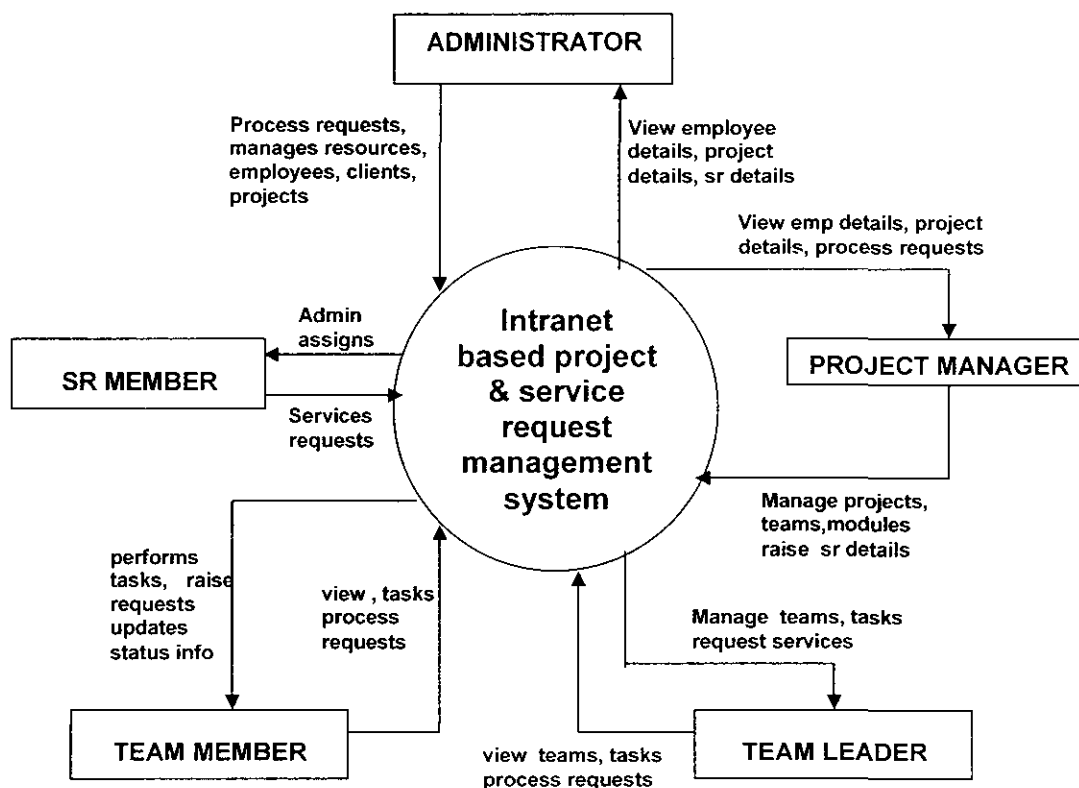 ADMINISTRATOR
Process requests,
manages resources,
employees, clients,
projects
View employee
details, project
details, sr details
View emp details, project
details, process requests
Admin
assigns
SR MEMBER
Services
requests
Intranet
based project
& service
request
management
system
PROJECT MANAGER
Manage projects,
teams,modules
raise sr details
performs
tasks, raise
requests
updates
status info
view , tasks
process
requests
Manage teams, tasks
request services
TEAM MEMBER
view teams, tasks
process requests
TEAM LEADER